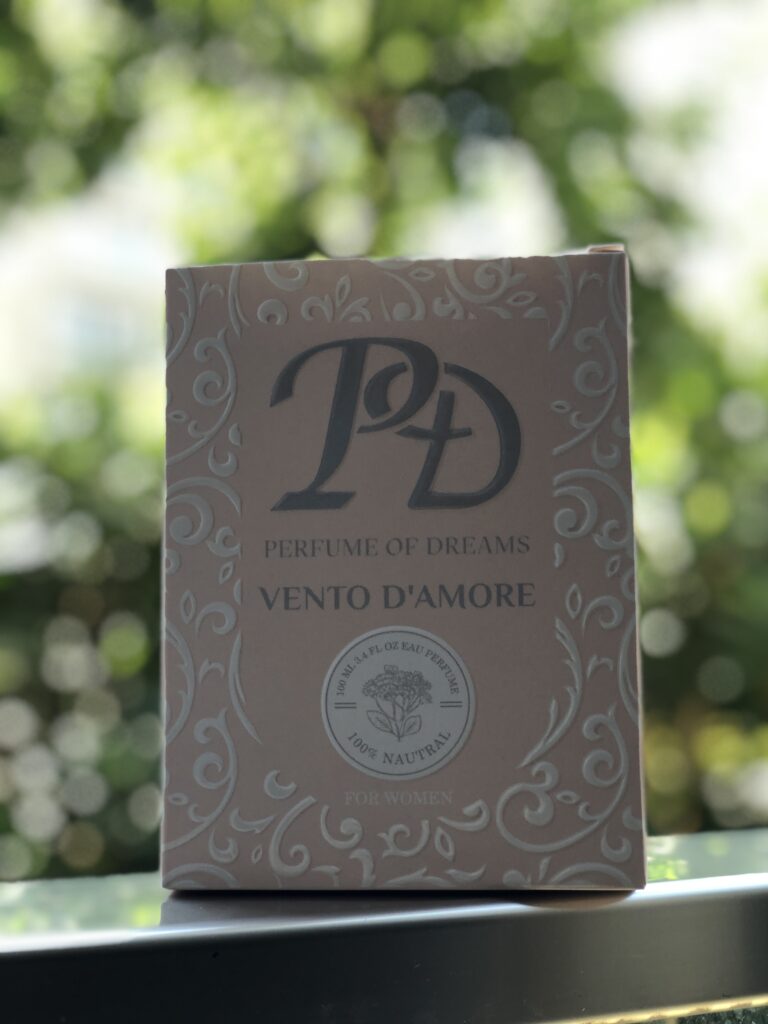 PD
PERFUME OF DREAMS
VENTO D'AMORE
100 ML 3.4 FL OZ EAU PERFUME
100% NAUTRAL
FOR WOMEN